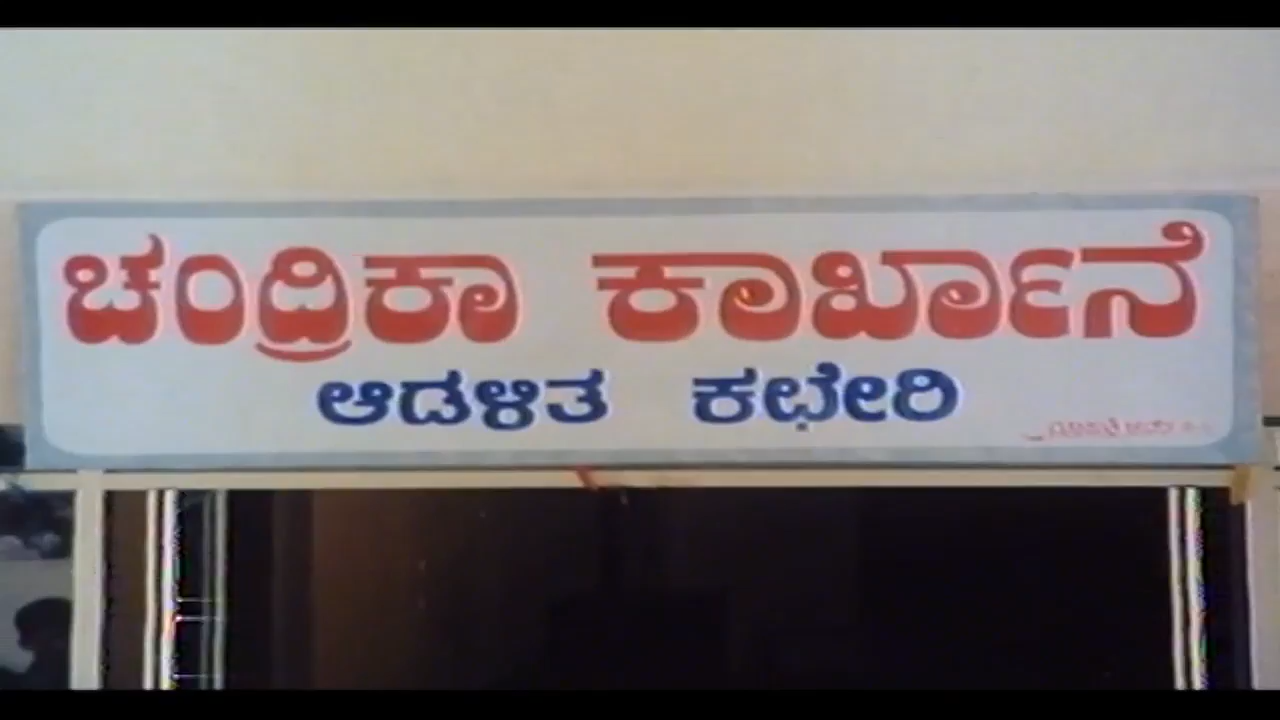 ಚಂದ್ರಿಕಾ ಕಾರ್ಖಾನೆ
ಆಡಳಿತ ಕಛೇರಿ